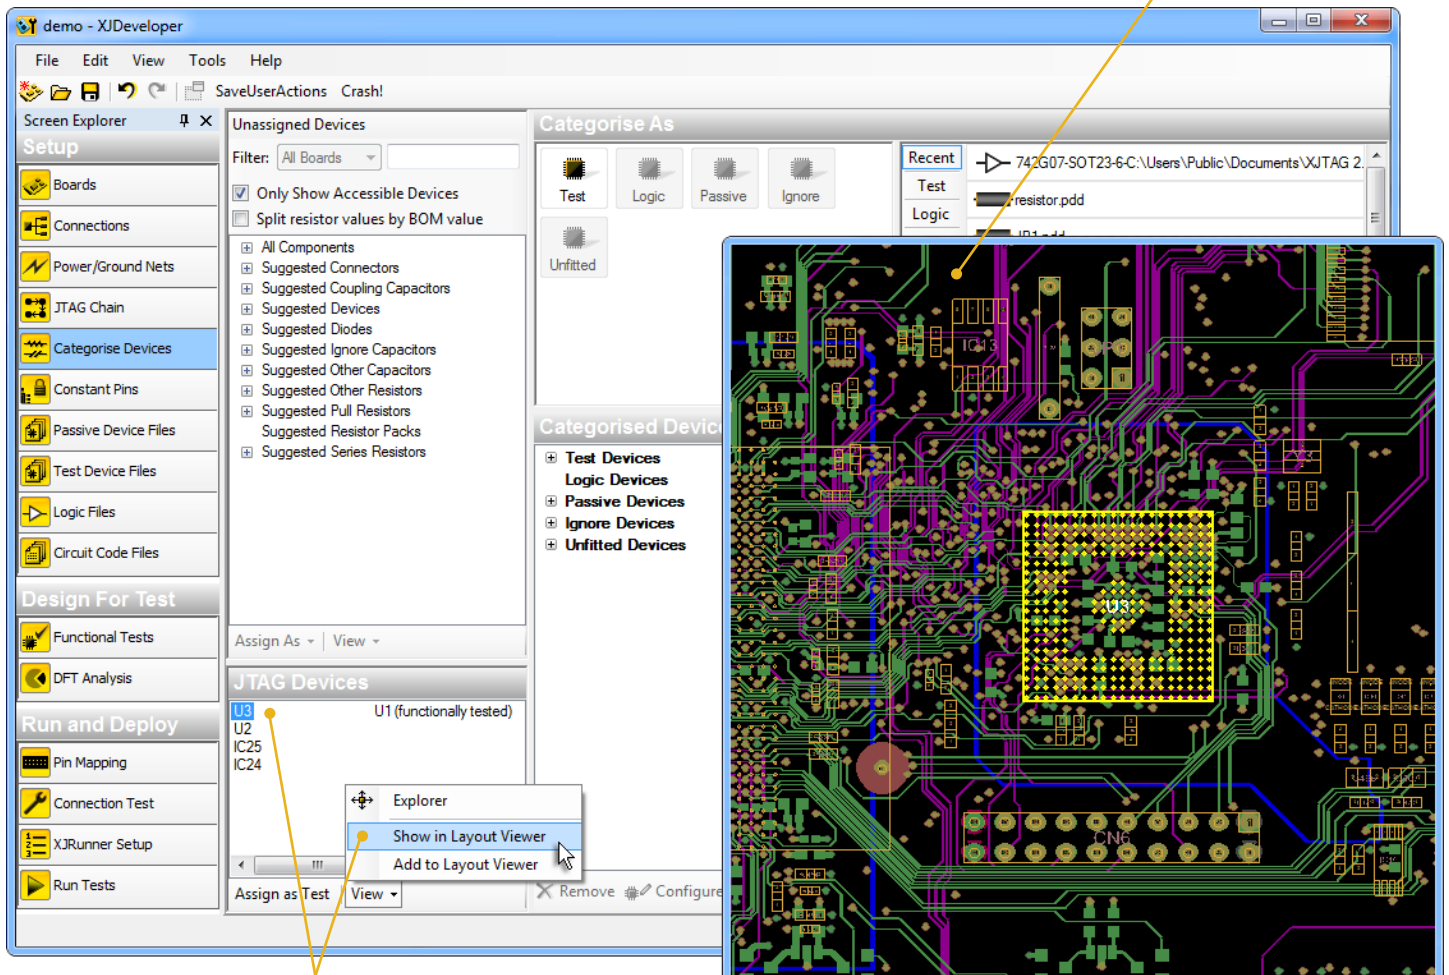 demo - XJDeveloper
File Edit View Tools Help
SaveUserActions Crash!
Screen Explorer
Setup
Boards
Connections
Power/Ground Nets
JTAG Chain
Categorise Devices
Constant Pins
Passive Device Files
Test Device Files
Logic Files
Circuit Code Files
Design For Test
Functional Tests
DFT Analysis
Run and Deploy
Pin Mapping
Connection Test
XJRunner Setup
Run Tests
Unassigned Devices
Filter: All Boards
Only Show Accessible Devices
Split resistor values by BOM value
All Components
Suggested Connectors
Suggested Coupling Capacitors
Suggested Devices
Suggested Diodes
Suggested Ignore Capacitors
Suggested Other Capacitors
Suggested Other Resistors
Suggested Pull Resistors
Suggested Resistor Packs
Suggested Series Resistors
Assign As View
JTAG Devices
U3 U1 (functionally tested)
U2
IC25
IC24
Explorer
Show in Layout Viewer
Add to Layout Viewer
Assign as Test View
Categorise As
Test Logic Passive Ignore
Unfitted
Recent
Test
Logic
742G07-SOT23-6-C:\Users\Public\Documents\XJTAG 2.
resistor.pdd
Categorised Device
Test Devices
Logic Devices
Passive Devices
Ignore Devices
Unfitted Devices
Remove Configure
IC13
U3
CN6